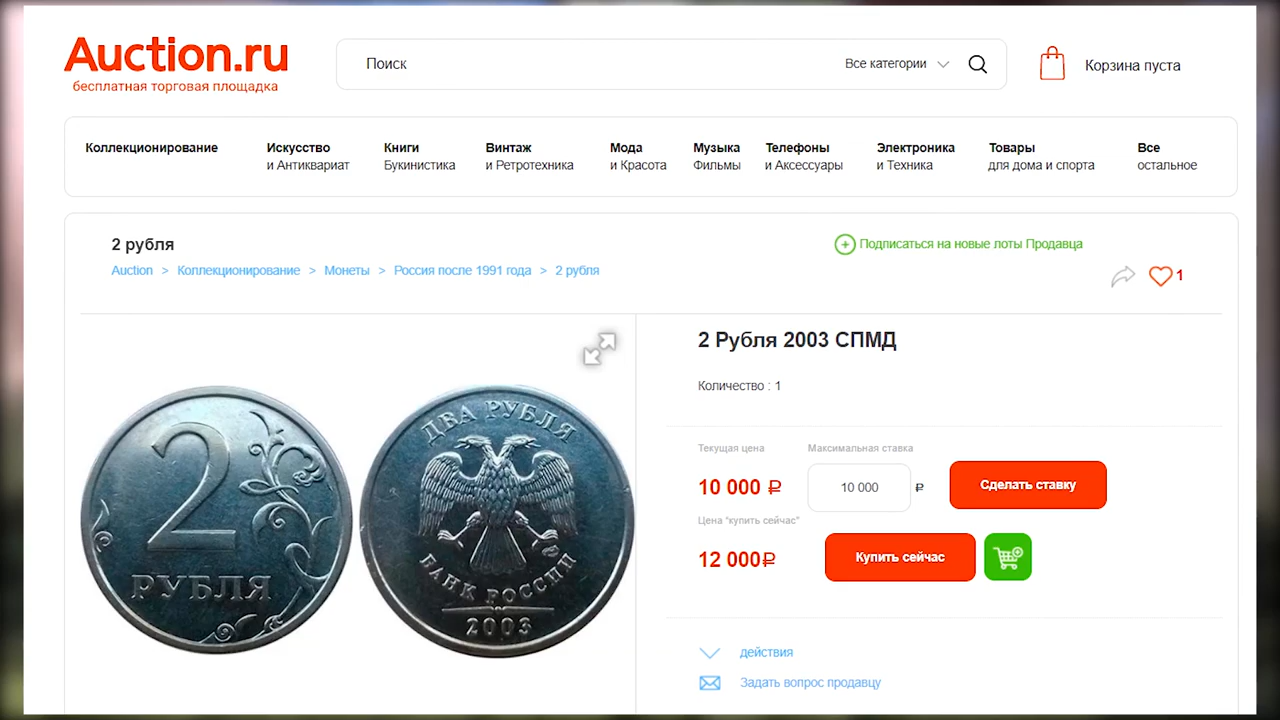 Auction.ru
бесплатная торговая площадка
Поиск
Все категории
Корзина пуста
Коллекционирование
Искусство
и Антиквариат
Книги
Букинистика
Винтаж
и Ретротехника
Мода
и Красота
Музыка
Фильмы
Телефоны
и Аксессуары
Электроника
и Техника
Товары
для дома и спорта
Все
остальное
2 рубля
Подписаться на новые лоты Продавца
Auction > Коллекционирование > Монеты > Россия после 1991 года > 2 рубля
1
2 Рубля 2003 СПМД
Количество : 1
Текущая цена
Максимальная ставка
10 000 ₽
10 000 ₽
Сделать ставку
Цена "купить сейчас"
12 000₽
Купить сейчас
действия
Задать вопрос продавцу
2
РУБЛЯ
ДВА РУБЛЯ
БАНК РОССИИ
2003